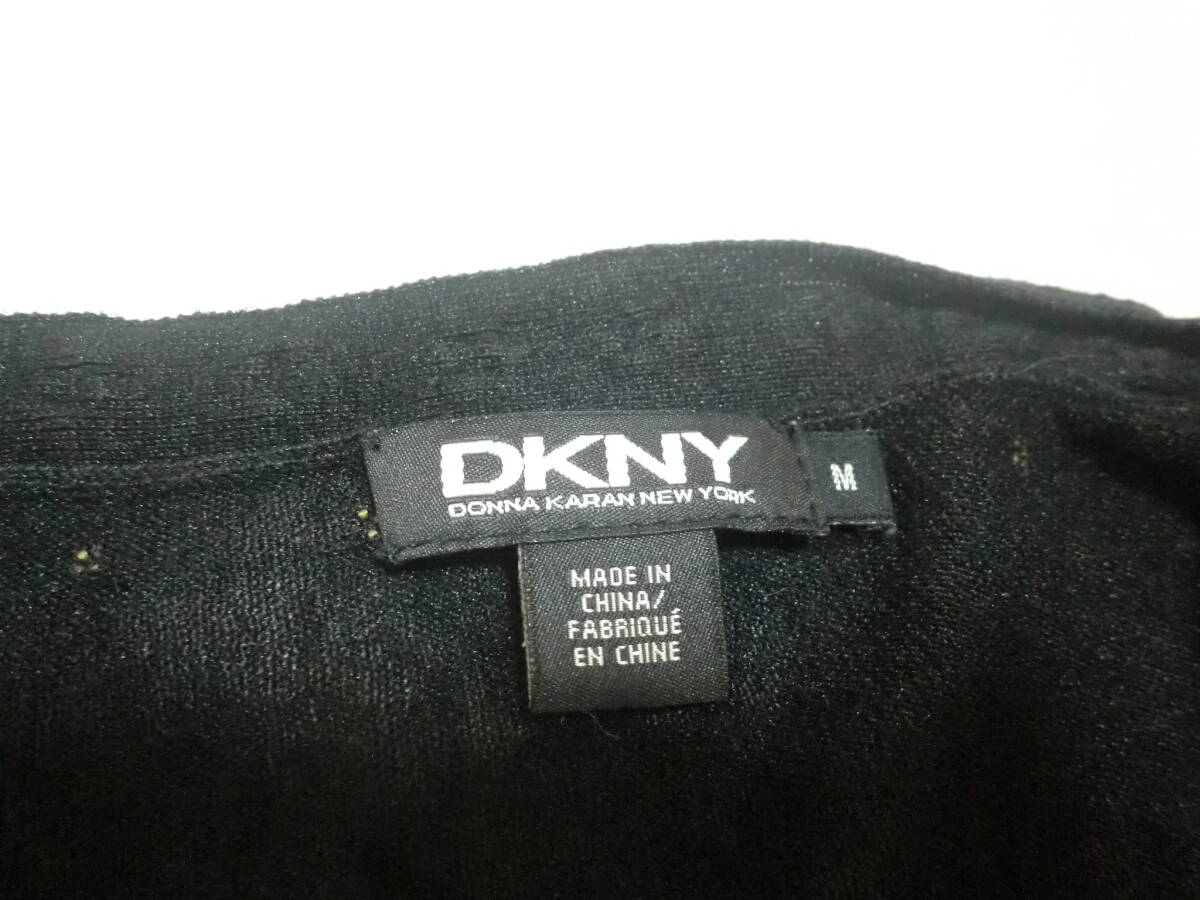 DKNY
DONNA KARAN NEW YORK
M
MADE IN
CHINA/
FABRIQUÉ
EN CHINE